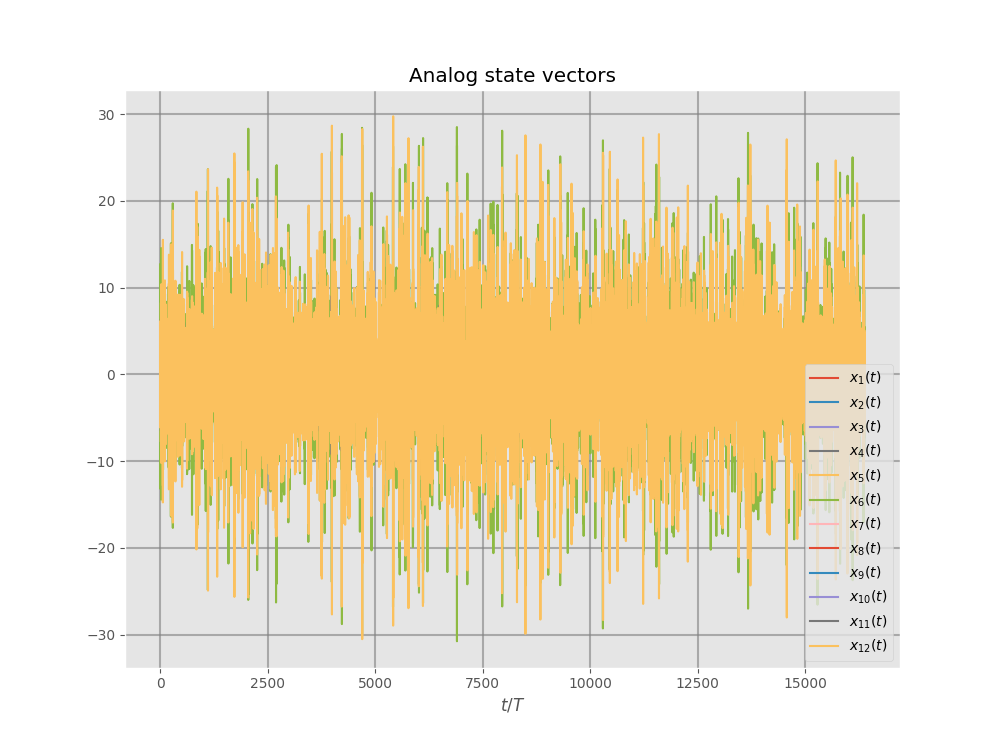 Analog state vectors
30
20
10
0
−10
−20
−30
0 2500 5000 7500 10000 12500 15000
t/T
x₁(t)
x₂(t)
x₃(t)
x₄(t)
x₅(t)
x₆(t)
x₇(t)
x₈(t)
x₉(t)
x₁₀(t)
x₁₁(t)
x₁₂(t)